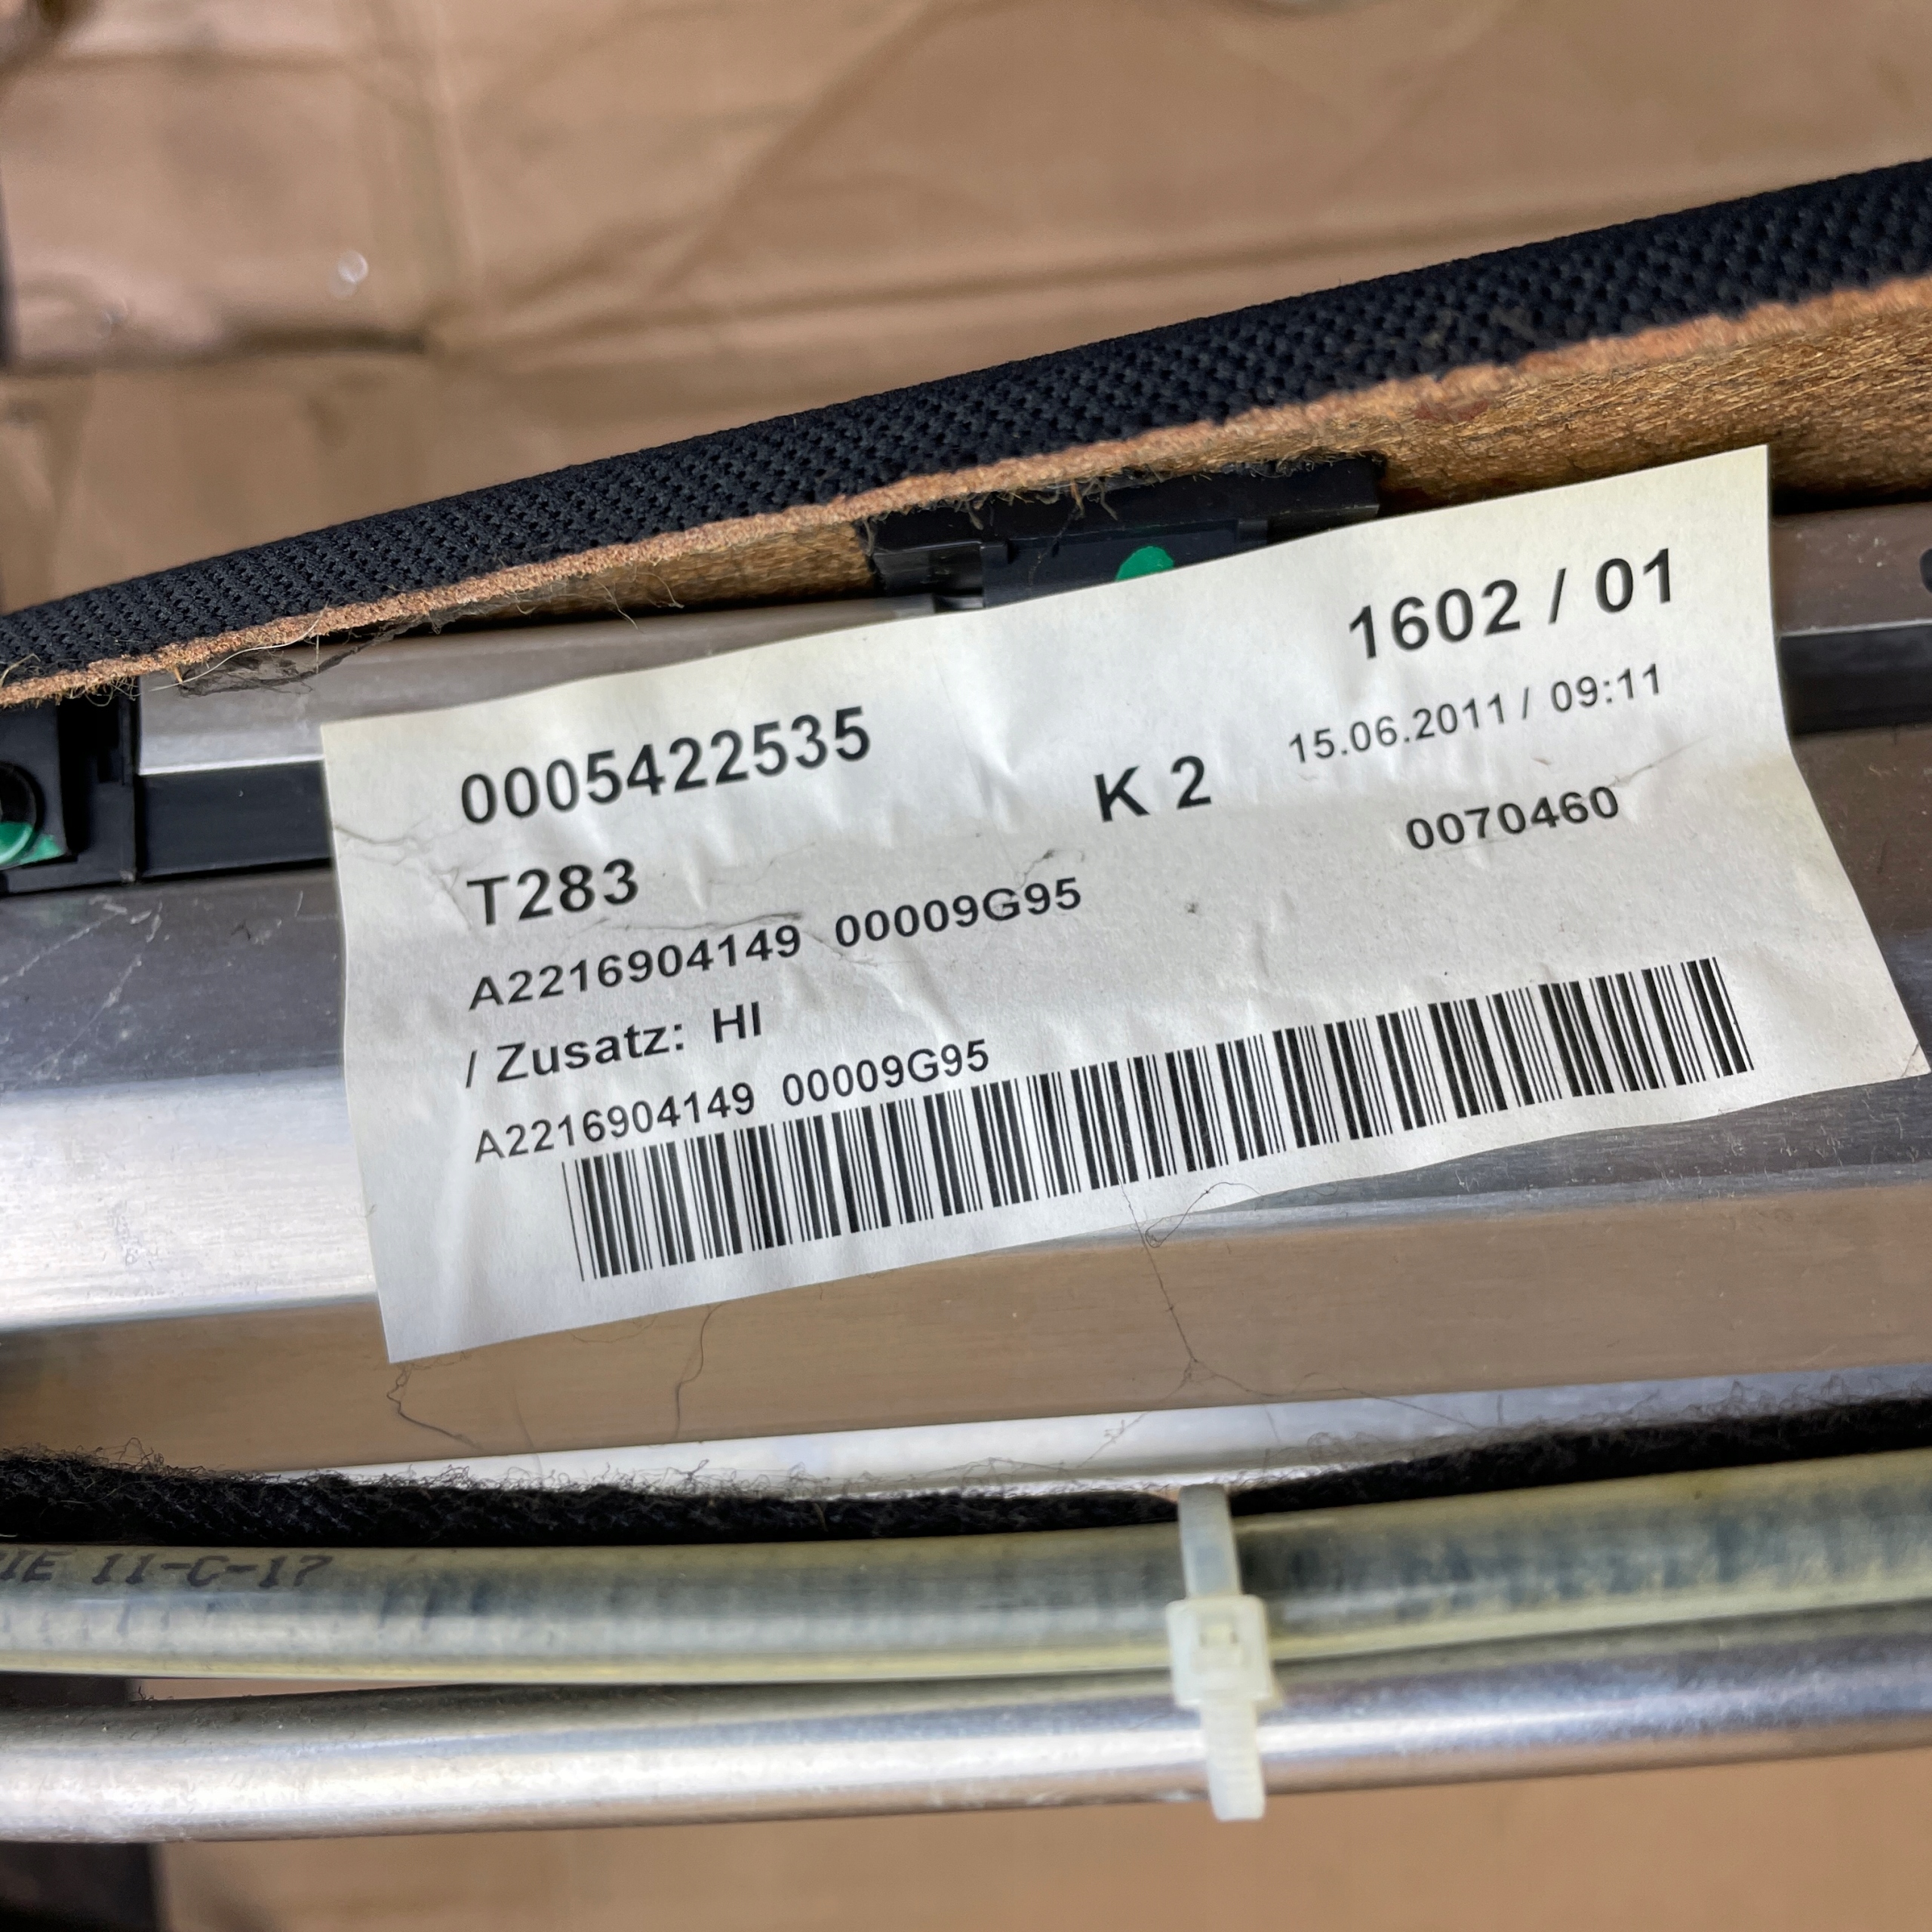 1602 / 01
0005422535
K 2
15.06.2011 / 09:11
T283
0070460
A2216904149 00009G95
/ Zusatz: HI
A2216904149 00009G95
11-C-17